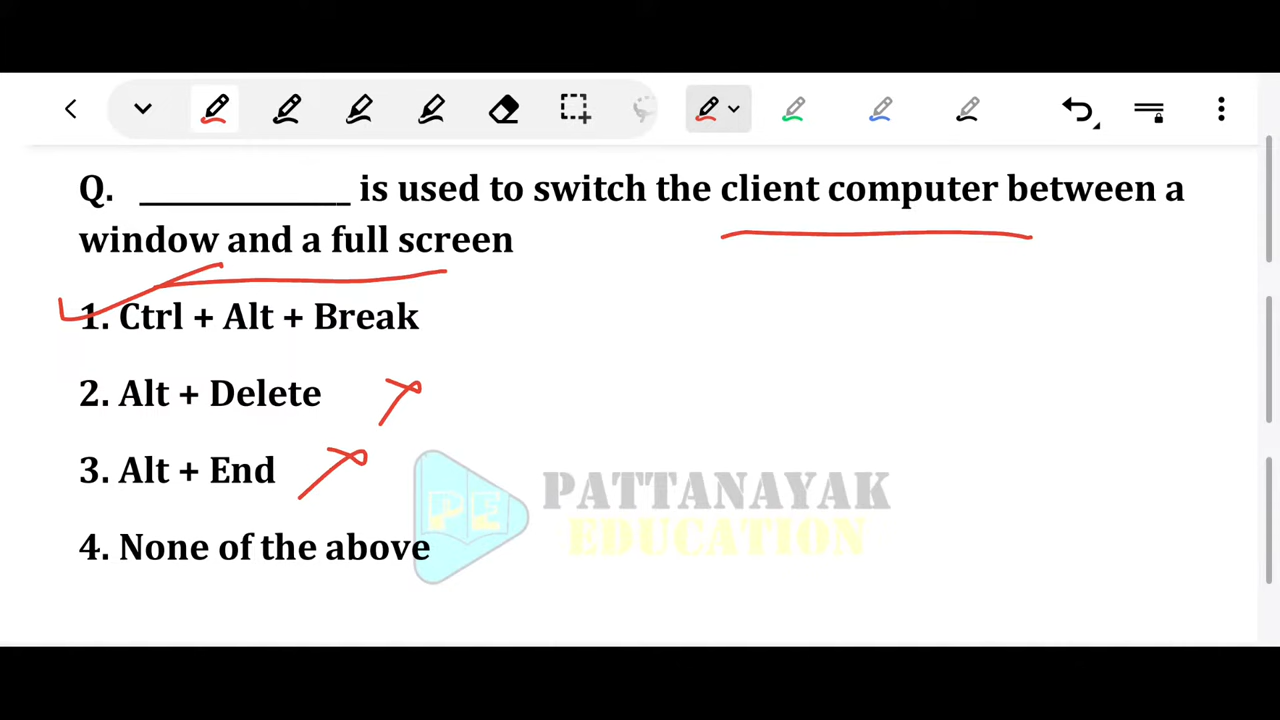 Q. ____________ is used to switch the client computer between a
window and a full screen
1. Ctrl + Alt + Break
2. Alt + Delete
3. Alt + End
4. None of the above
PE
PATTANAYAK
EDUCATION